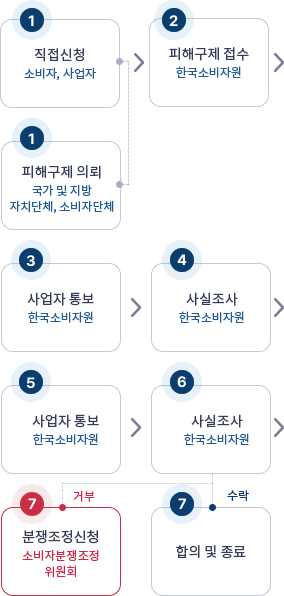 1
직접신청
소비자, 사업자
2
피해구제 접수
한국소비자원
1
피해구제 의뢰
국가 및 지방
자치단체, 소비자단체
3
사업자 통보
한국소비자원
4
사실조사
한국소비자원
5
사업자 통보
한국소비자원
6
사실조사
한국소비자원
거부
수락
7
분쟁조정신청
소비자분쟁조정
위원회
7
합의 및 종료